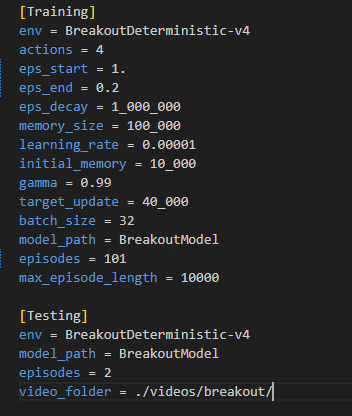 [Training]
env = BreakoutDeterministic-v4
actions = 4
eps_start = 1.
eps_end = 0.2
eps_decay = 1_000_000
memory_size = 100_000
learning_rate = 0.00001
initial_memory = 10_000
gamma = 0.99
target_update = 40_000
batch_size = 32
model_path = BreakoutModel
episodes = 101
max_episode_length = 10000

[Testing]
env = BreakoutDeterministic-v4
model_path = BreakoutModel
episodes = 2
video_folder = ./videos/breakout/